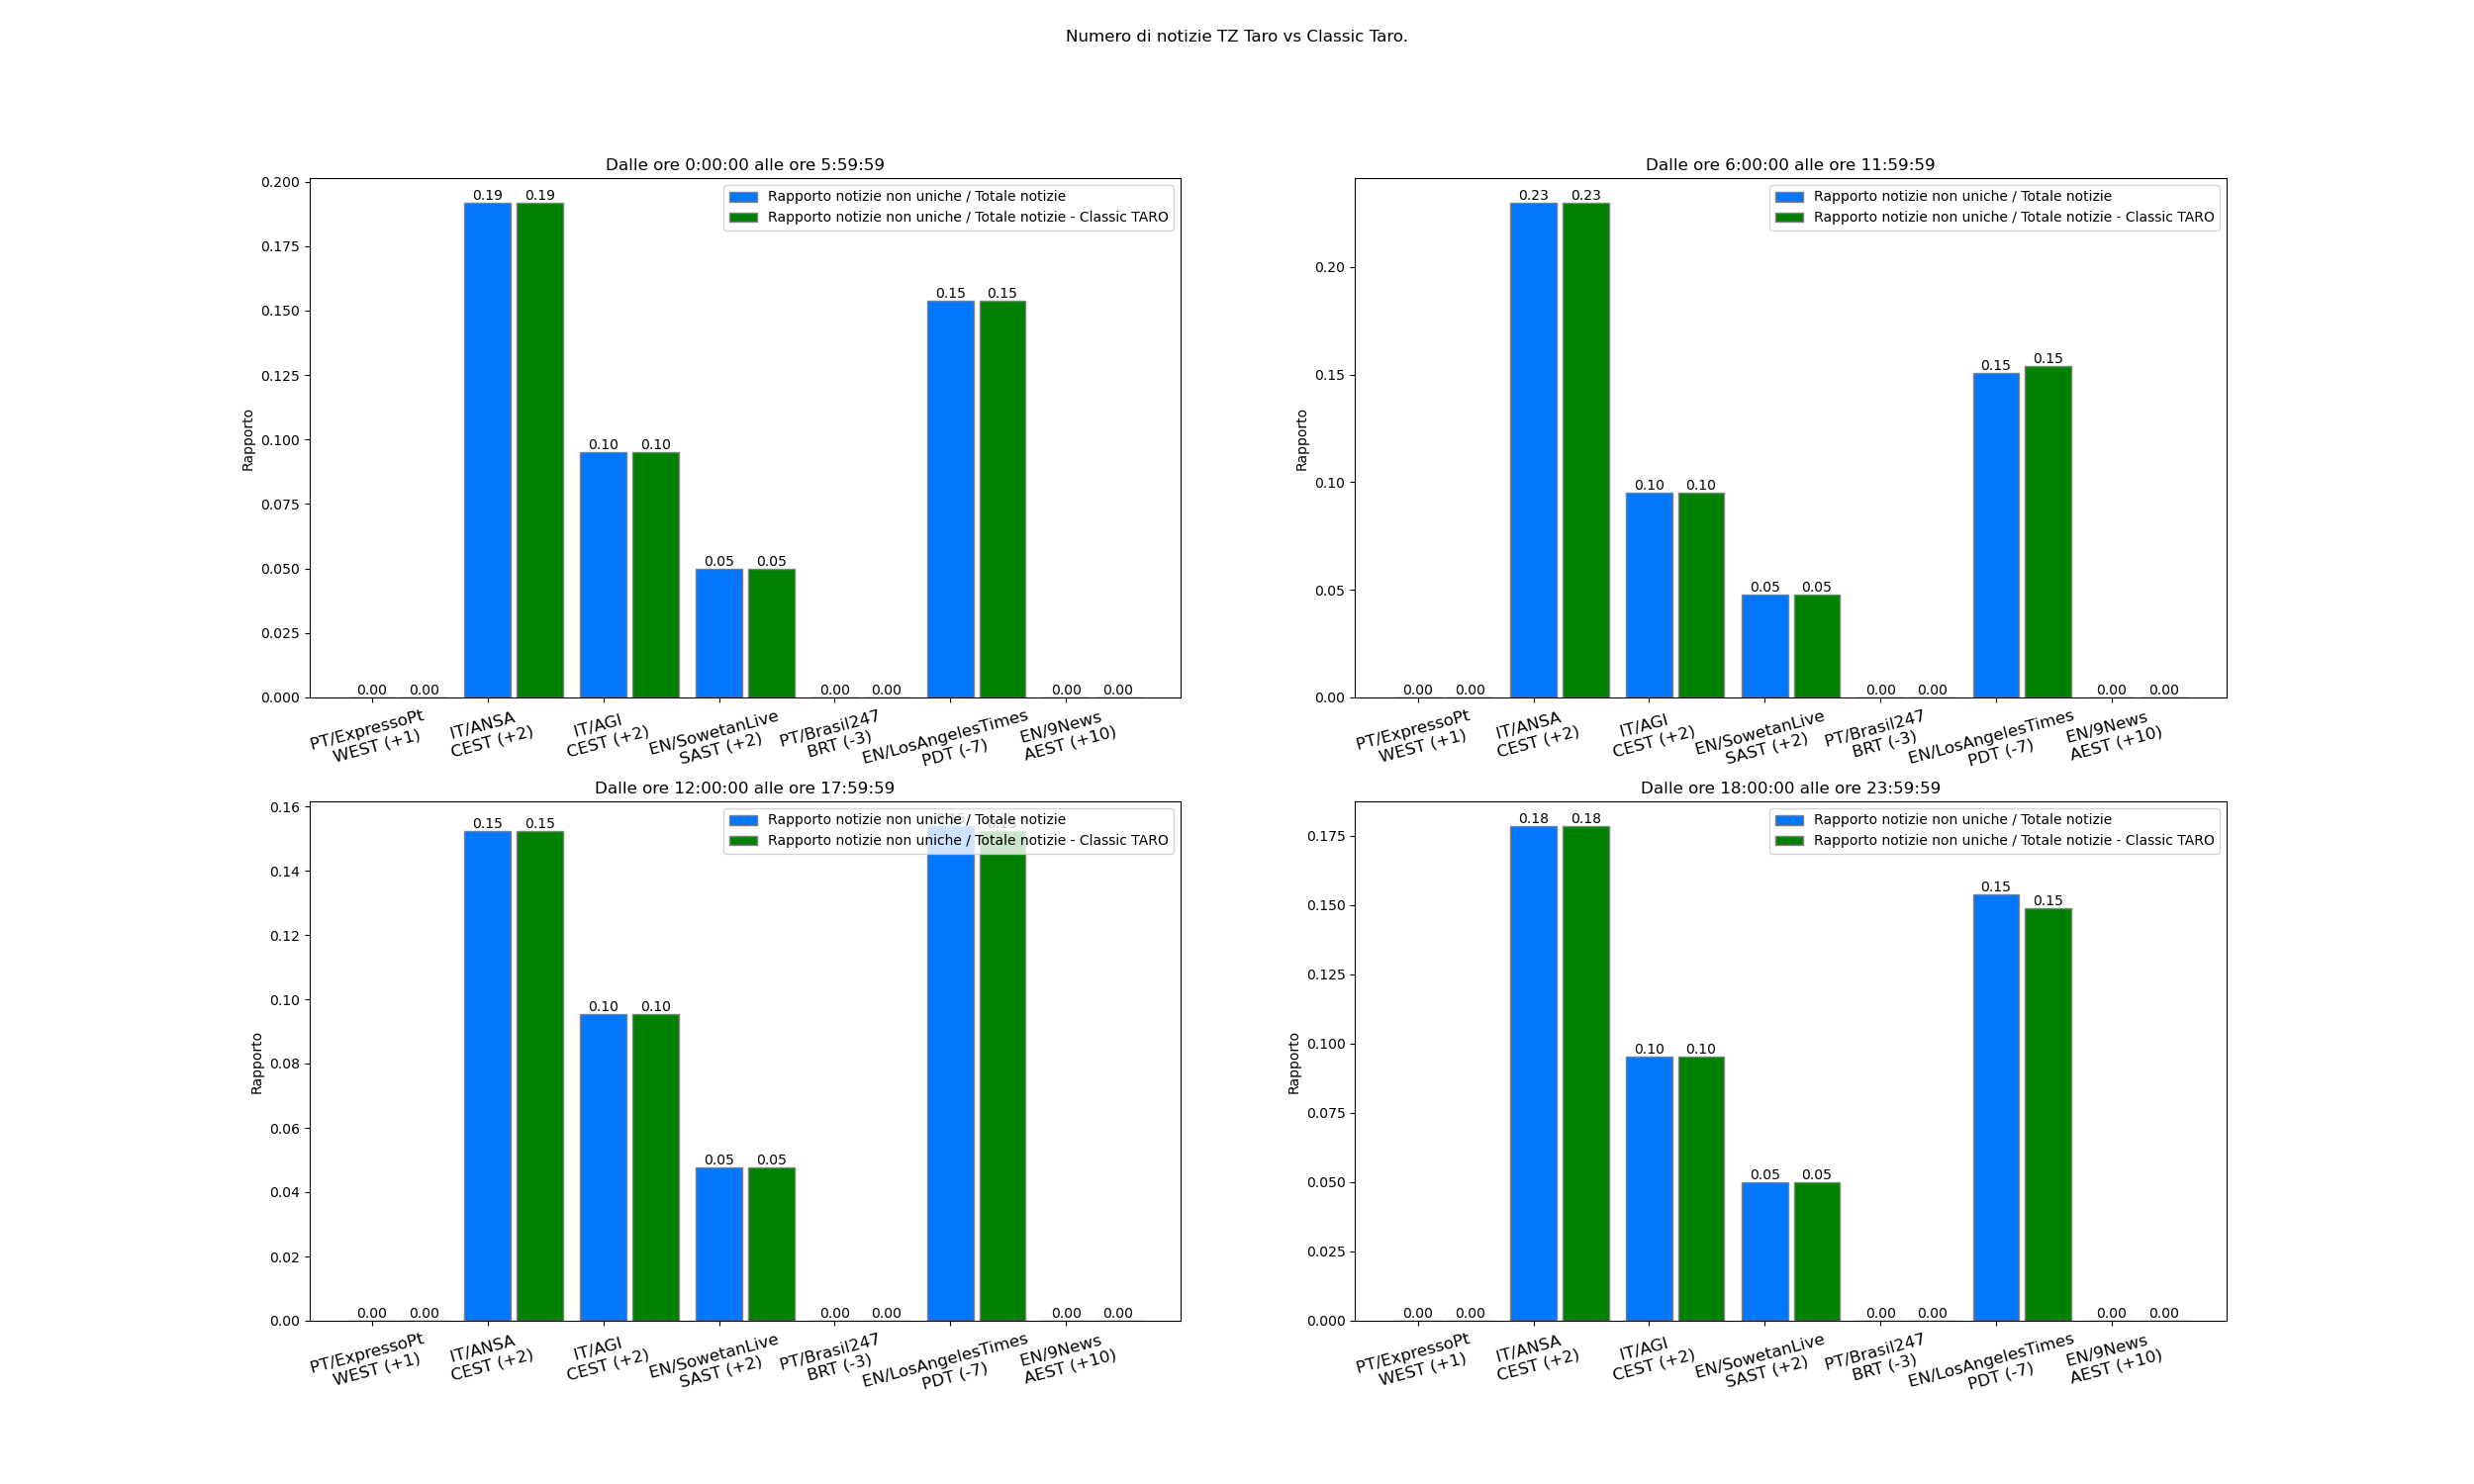 Numero di notizie TZ Taro vs Classic Taro.
Dalle ore 0:00:00 alle ore 5:59:59
Rapporto notizie non uniche / Totale notizie
Rapporto notizie non uniche / Totale notizie - Classic TARO
Rapporto
0.200
0.175
0.150
0.125
0.100
0.075
0.050
0.025
0.000
0.00 0.00 0.19 0.19 0.10 0.10 0.05 0.05 0.00 0.00 0.15 0.15 0.00 0.00
PT/ExpressoPt
WEST (+1)
IT/ANSA
CEST (+2)
IT/AGI
CEST (+2)
EN/SowetanLive
SAST (+2)
PT/Brasil247
BRT (-3)
EN/LosAngelesTimes
PDT (-7)
EN/9News
AEST (+10)
Dalle ore 6:00:00 alle ore 11:59:59
Rapporto notizie non uniche / Totale notizie
Rapporto notizie non uniche / Totale notizie - Classic TARO
Rapporto
0.20
0.15
0.10
0.05
0.00
0.00 0.00 0.23 0.23 0.10 0.10 0.05 0.05 0.00 0.00 0.15 0.15 0.00 0.00
PT/ExpressoPt
WEST (+1)
IT/ANSA
CEST (+2)
IT/AGI
CEST (+2)
EN/SowetanLive
SAST (+2)
PT/Brasil247
BRT (-3)
EN/LosAngelesTimes
PDT (-7)
EN/9News
AEST (+10)
Dalle ore 12:00:00 alle ore 17:59:59
Rapporto notizie non uniche / Totale notizie
Rapporto notizie non uniche / Totale notizie - Classic TARO
Rapporto
0.16
0.14
0.12
0.10
0.08
0.06
0.04
0.02
0.00
0.00 0.00 0.15 0.15 0.10 0.10 0.05 0.05 0.00 0.00 0.00 0.00
PT/ExpressoPt
WEST (+1)
IT/ANSA
CEST (+2)
IT/AGI
CEST (+2)
EN/SowetanLive
SAST (+2)
PT/Brasil247
BRT (-3)
EN/LosAngelesTimes
PDT (-7)
EN/9News
AEST (+10)
Dalle ore 18:00:00 alle ore 23:59:59
Rapporto notizie non uniche / Totale notizie
Rapporto notizie non uniche / Totale notizie - Classic TARO
Rapporto
0.175
0.150
0.125
0.100
0.075
0.050
0.025
0.000
0.00 0.00 0.18 0.18 0.10 0.10 0.05 0.05 0.00 0.00 0.15 0.15 0.00 0.00
PT/ExpressoPt
WEST (+1)
IT/ANSA
CEST (+2)
IT/AGI
CEST (+2)
EN/SowetanLive
SAST (+2)
PT/Brasil247
BRT (-3)
EN/LosAngelesTimes
PDT (-7)
EN/9News
AEST (+10)